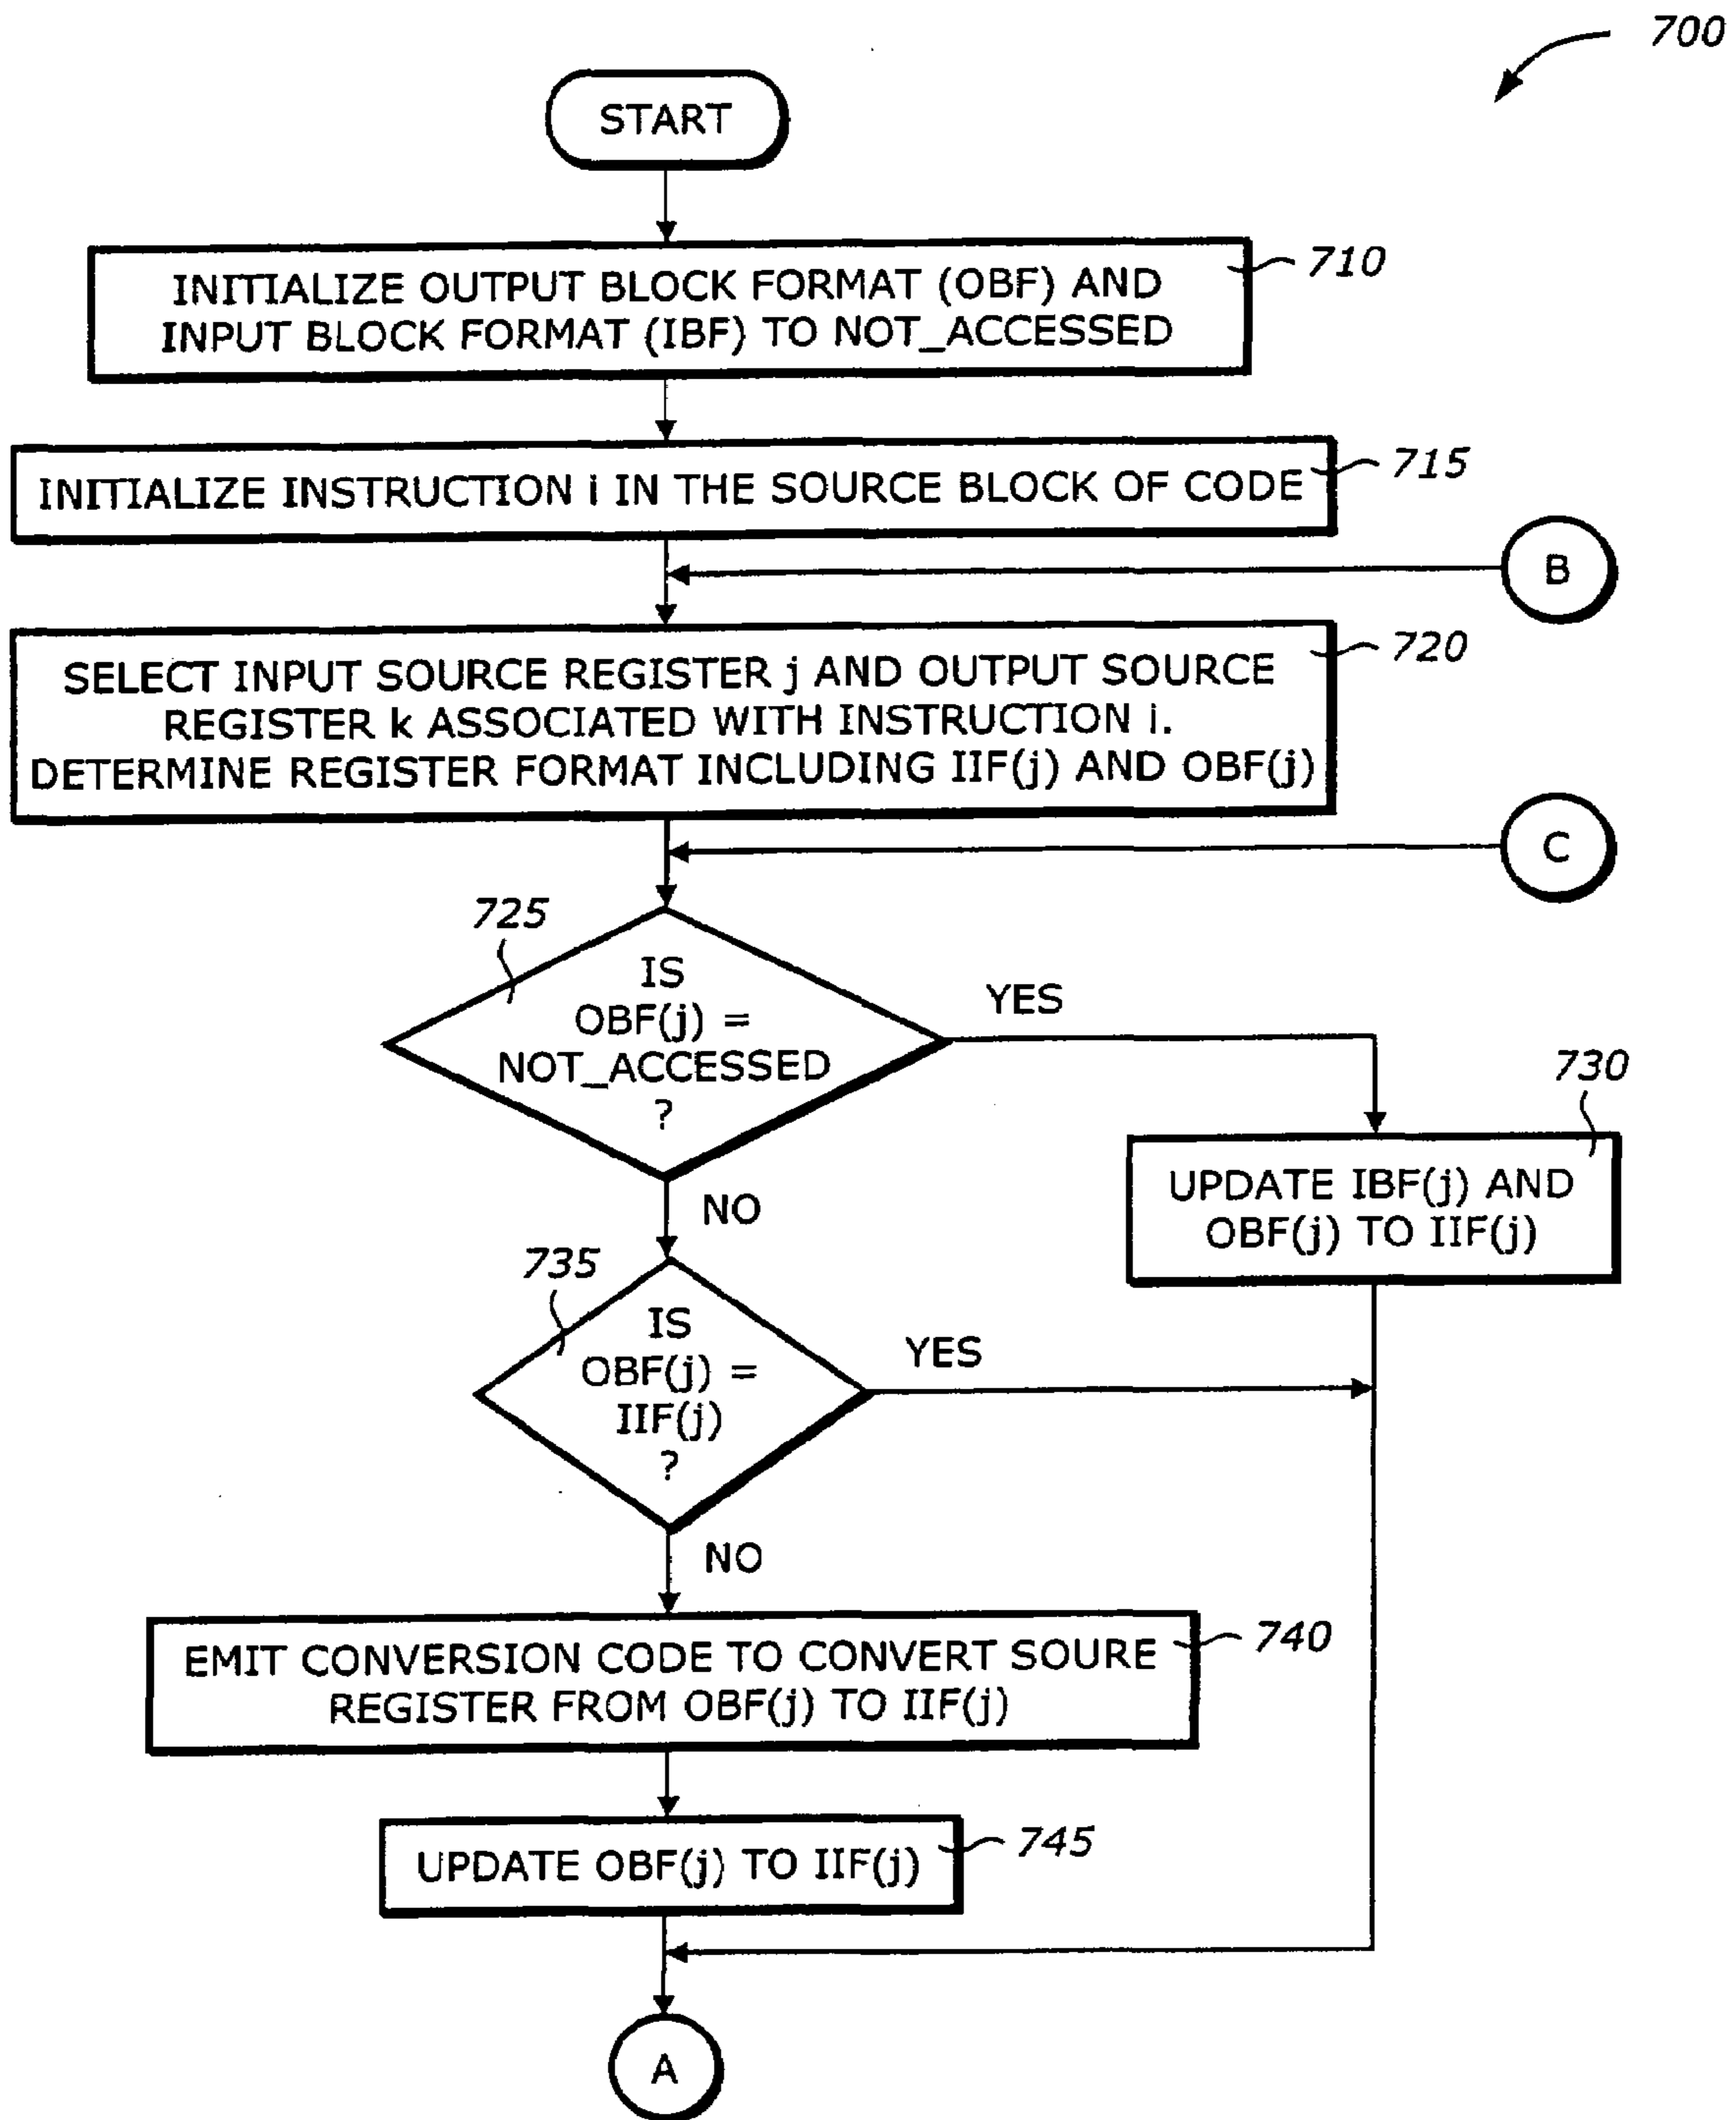 700
START
INITIALIZE OUTPUT BLOCK FORMAT (OBF) AND
INPUT BLOCK FORMAT (IBF) TO NOT_ACCESSED
710
INITIALIZE INSTRUCTION i IN THE SOURCE BLOCK OF CODE
715
B
SELECT INPUT SOURCE REGISTER j AND OUTPUT SOURCE
REGISTER k ASSOCIATED WITH INSTRUCTION i.
DETERMINE REGISTER FORMAT INCLUDING IIF(j) AND OBF(j)
720
C
725
IS
OBF(j) =
NOT_ACCESSED
?
YES
NO
730
UPDATE IBF(j) AND
OBF(j) TO IIF(j)
735
IS
OBF(j) =
IIF(j)
?
YES
NO
EMIT CONVERSION CODE TO CONVERT SOURE
REGISTER FROM OBF(j) TO IIF(j)
740
UPDATE OBF(j) TO IIF(j)
745
A